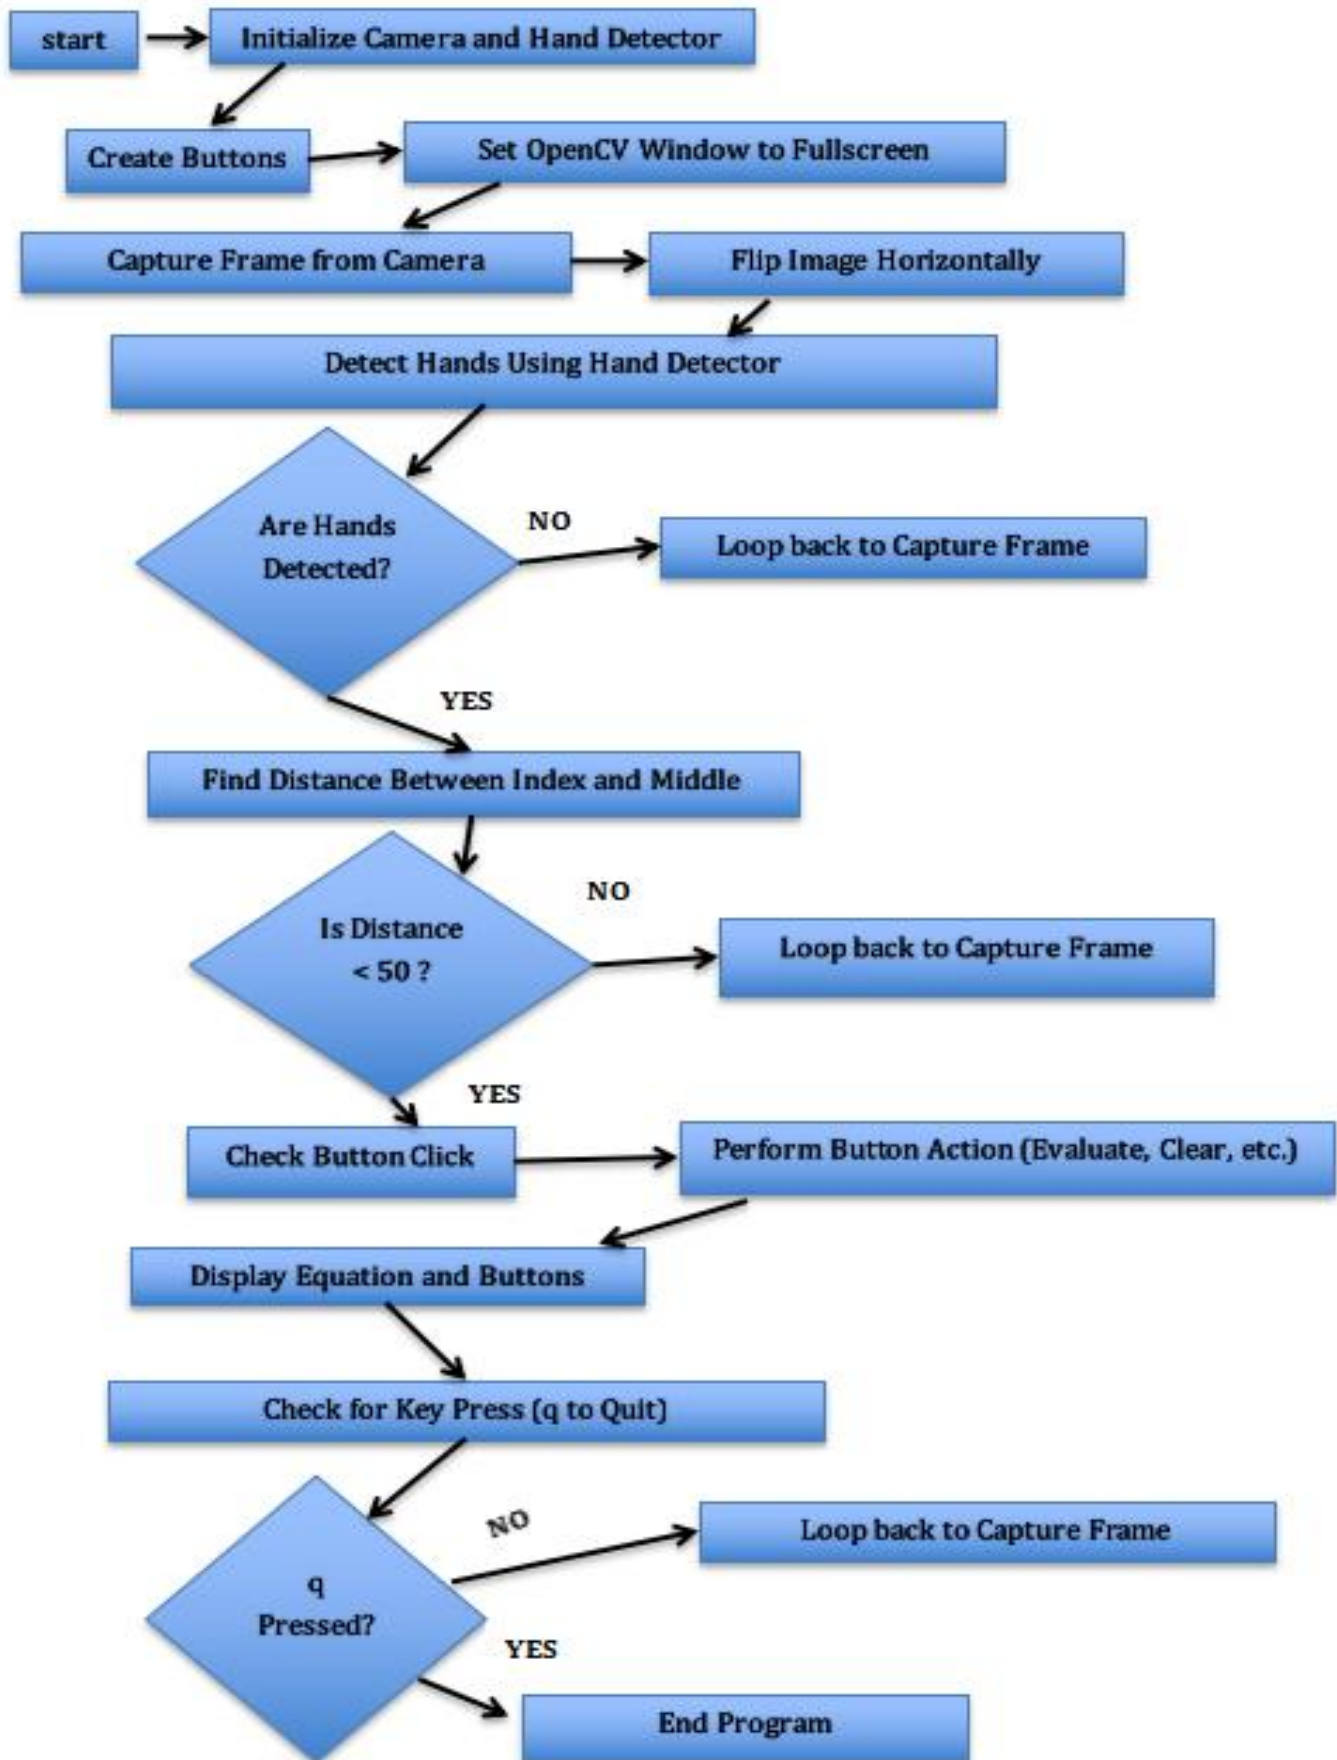 start
Initialize Camera and Hand Detector
Create Buttons
Set OpenCV Window to Fullscreen
Capture Frame from Camera
Flip Image Horizontally
Detect Hands Using Hand Detector
Are Hands
Detected?
NO
Loop back to Capture Frame
YES
Find Distance Between Index and Middle
Is Distance
< 50 ?
NO
Loop back to Capture Frame
YES
Check Button Click
Perform Button Action (Evaluate, Clear, etc.)
Display Equation and Buttons
Check for Key Press (q to Quit)
q
Pressed?
NO
Loop back to Capture Frame
YES
End Program